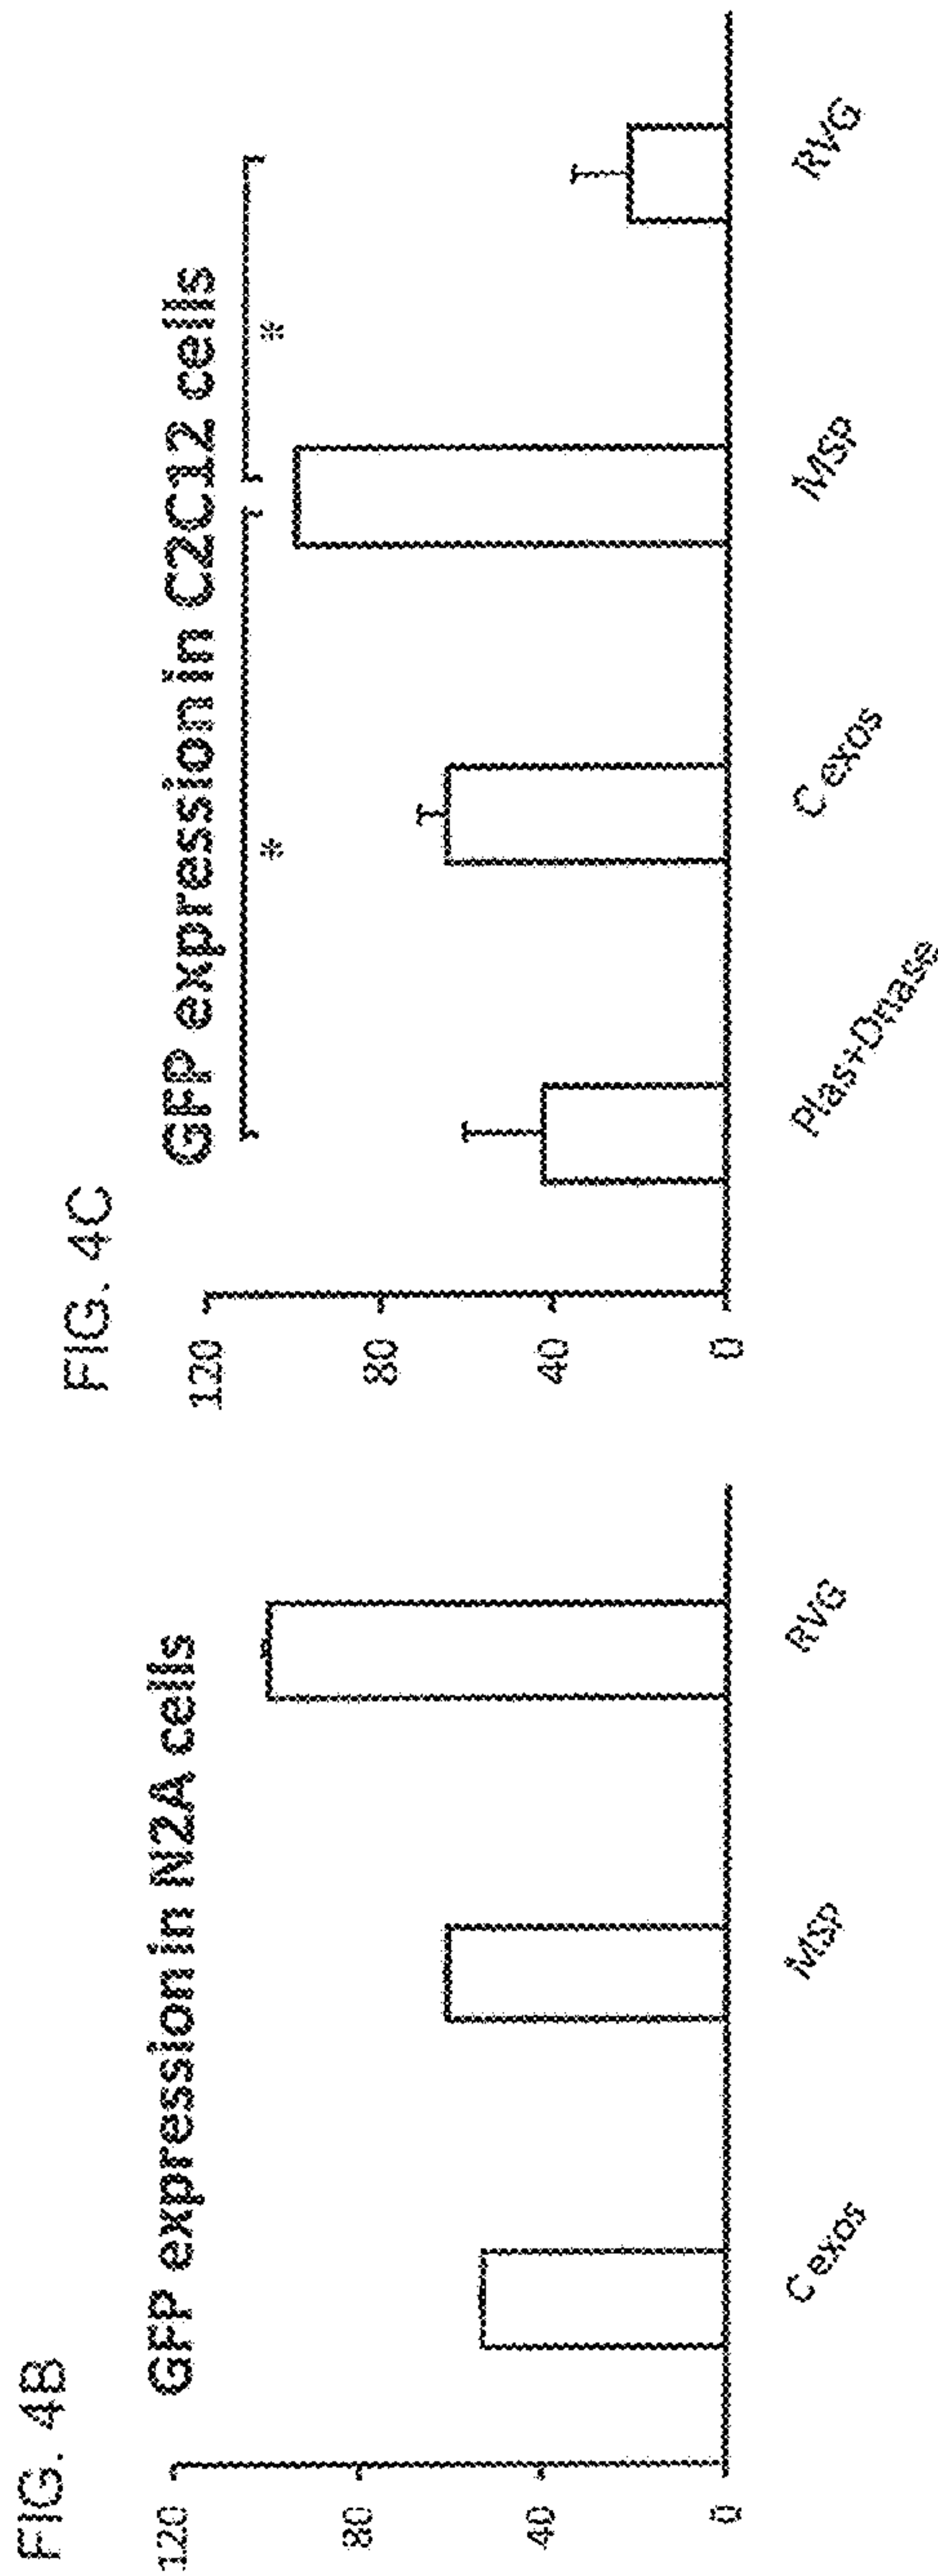 FIG. 4B
GFP expression in N2A cells
120
80
40
0
C exos
MSP
RVG
FIG. 4C
GFP expression in C2C12 cells
*
*
120
80
40
0
Plas+Dnase
C exos
MSP
RVG